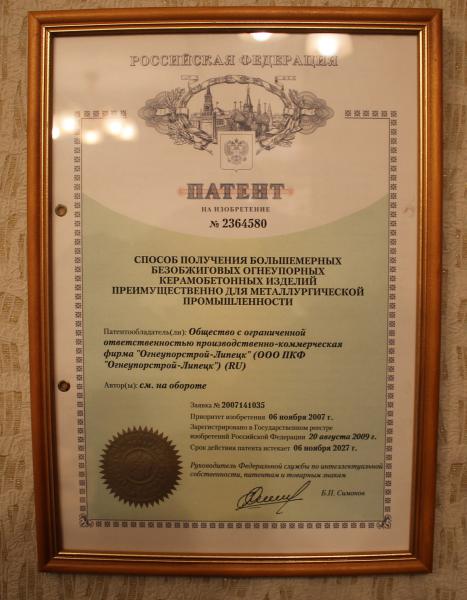 РОССИЙСКАЯ ФЕДЕРАЦИЯ
ПАТЕНТ
НА ИЗОБРЕТЕНИЕ
№ 2364580
СПОСОБ ПОЛУЧЕНИЯ БОЛЬШЕМЕРНЫХ
БЕЗОБЖИГОВЫХ ОГНЕУПОРНЫХ
КЕРАМОБЕТОННЫХ ИЗДЕЛИЙ
ПРЕИМУЩЕСТВЕННО ДЛЯ МЕТАЛЛУРГИЧЕСКОЙ
ПРОМЫШЛЕННОСТИ
Патентообладатель(ли): Общество с ограниченной
ответственностью производственно-коммерческая
фирма "Огнеупорстрой-Липецк" (ООО ПКФ
"Огнеупорстрой-Липецк") (RU)
Автор(ы): см. на обороте
Заявка № 2007141035
Приоритет изобретения 06 ноября 2007 г.
Зарегистрировано в Государственном реестре
изобретений Российской Федерации 20 августа 2009 г.
Срок действия патента истекает 06 ноября 2027 г.
Руководитель Федеральной службы по интеллектуальной
собственности, патентам и товарным знакам
Б.П. Симонов